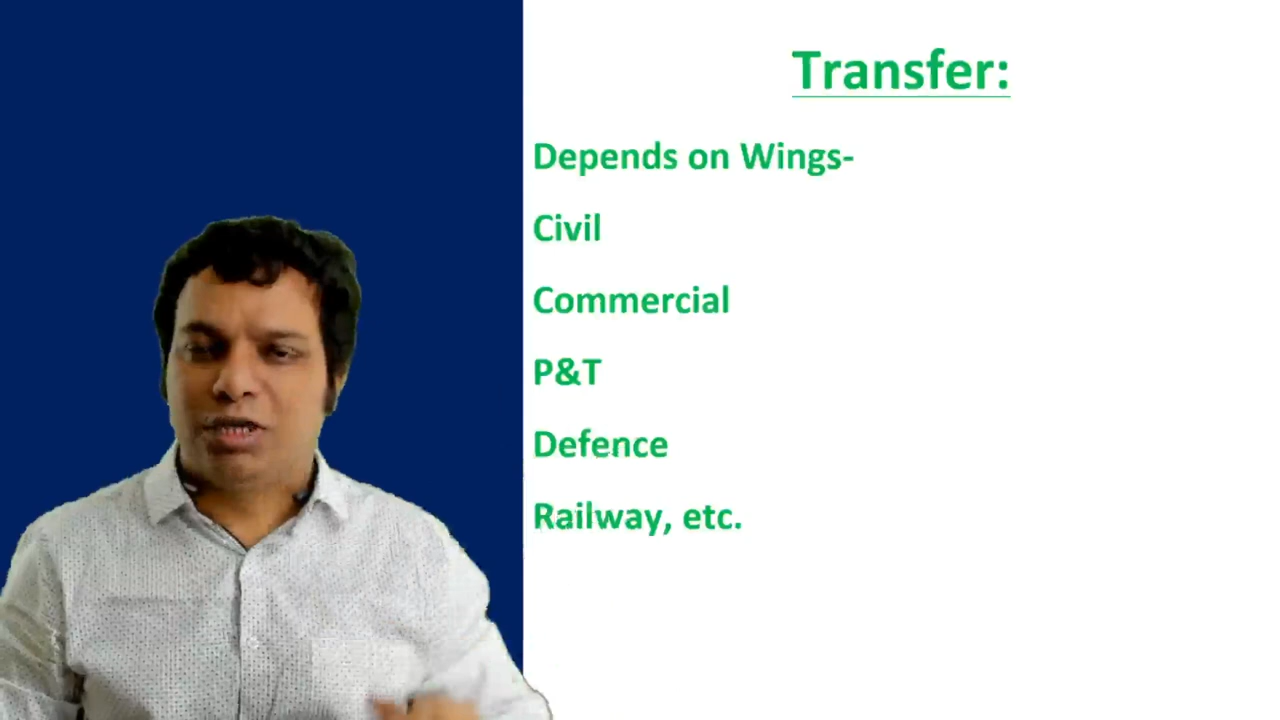 Transfer:
Depends on Wings-
Civil
Commercial
P&T
Defence
Railway, etc.